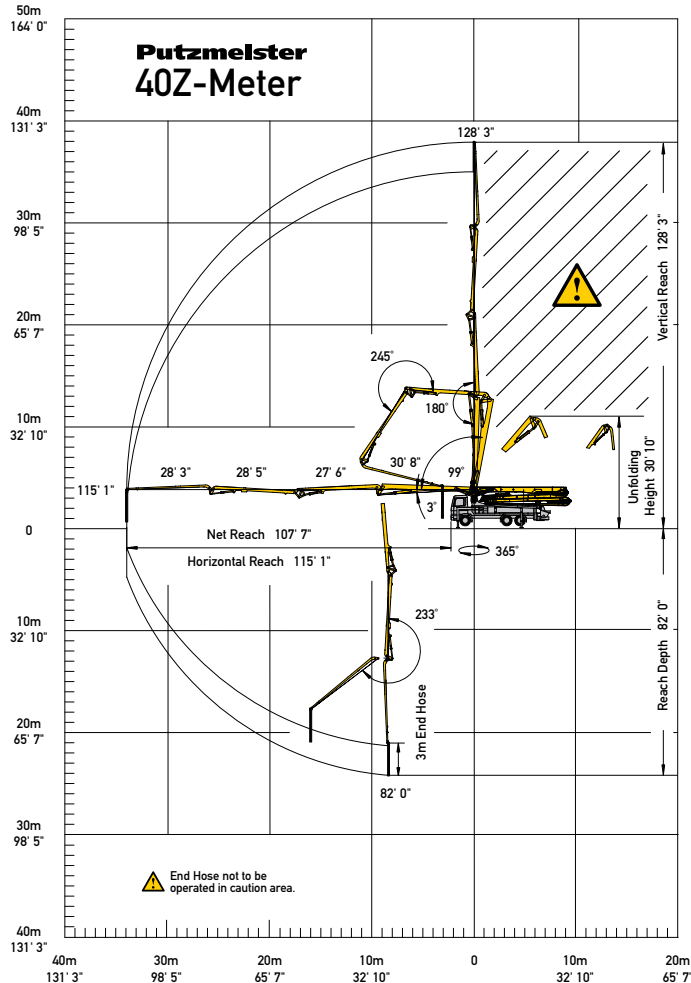 50m
164' 0"
Putzmeister
40Z-Meter
40m
131' 3"
128' 3"
30m
98' 5"
Vertical Reach 128' 3"
20m
65' 7"
245°
180°
10m
32' 10"
Unfolding
Height 30' 10"
28' 3"
28' 5"
27' 6"
30' 8"
99°
115' 1"
3°
0
Net Reach 107' 7"
Horizontal Reach 115' 1"
365°
10m
32' 10"
233°
Reach Depth 82' 0"
3m End Hose
20m
65' 7"
82' 0"
30m
98' 5"
End Hose not to be
operated in caution area.
40m
131' 3"
40m
131' 3"
30m
98' 5"
20m
65' 7"
10m
32' 10"
0
10m
32' 10"
20m
65' 7"